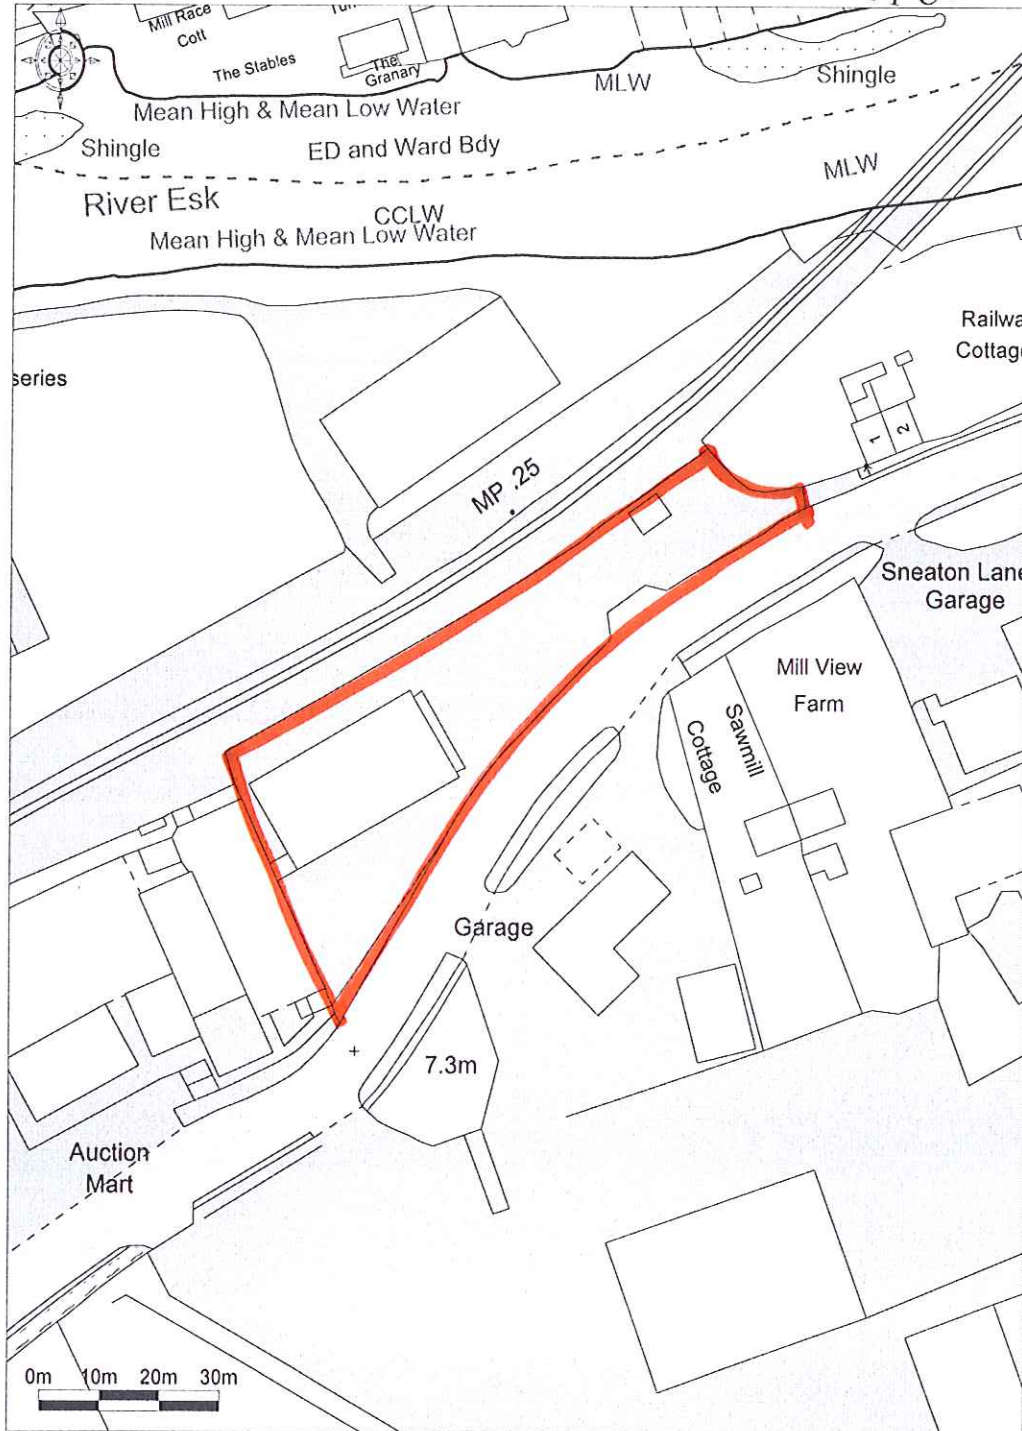 Mill Race
Cott
The Stables
The
Granary
MLW
Shingle
Mean High & Mean Low Water
Shingle
ED and Ward Bdy
MLW
River Esk
CCLW
Mean High & Mean Low Water
Railwa
Cottage
series
1
2
MP .25
Sneaton Lane
Garage
Mill View
Farm
Sawmill
Cottage
Garage
7.3m
Auction
Mart
0m 10m 20m 30m